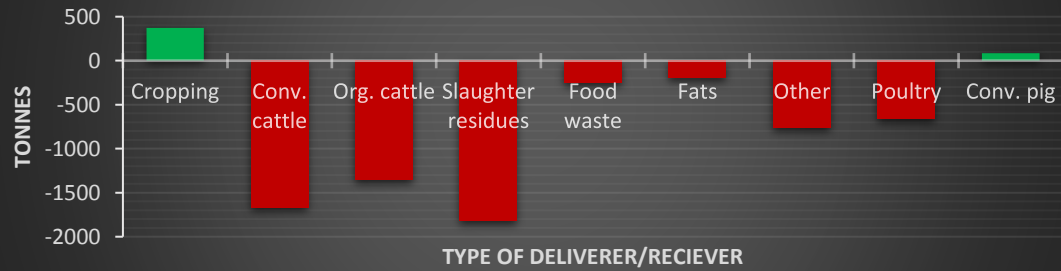 500
0
-500
-1000
-1500
-2000
TONNES
Cropping
Conv.
cattle
Org. cattle
Slaughter
residues
Food
waste
Fats
Other
Poultry
Conv. pig
TYPE OF DELIVERER/RECIEVER